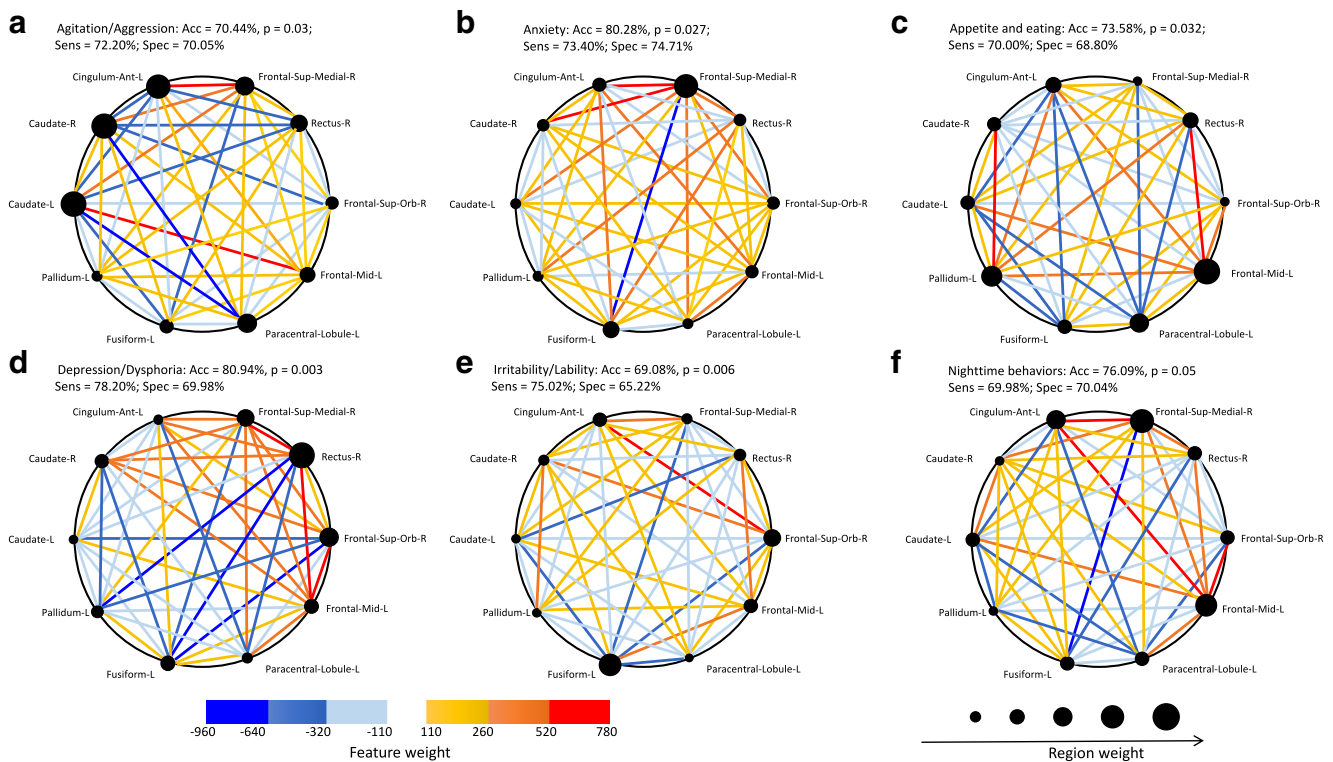 a
Agitation/Aggression: Acc = 70.44%, p = 0.03;
Sens = 72.20%; Spec = 70.05%
Cingulum-Ant-L
Frontal-Sup-Medial-R
Caudate-R
Rectus-R
Caudate-L
Frontal-Sup-Orb-R
Pallidum-L
Frontal-Mid-L
Fusiform-L
Paracentral-Lobule-L
b
Anxiety: Acc = 80.28%, p = 0.027;
Sens = 73.40%; Spec = 74.71%
Cingulum-Ant-L
Frontal-Sup-Medial-R
Caudate-R
Rectus-R
Caudate-L
Frontal-Sup-Orb-R
Pallidum-L
Frontal-Mid-L
Fusiform-L
Paracentral-Lobule-L
c
Appetite and eating: Acc = 73.58%, p = 0.032;
Sens = 70.00%; Spec = 68.80%
Cingulum-Ant-L
Frontal-Sup-Medial-R
Caudate-R
Rectus-R
Caudate-L
Frontal-Sup-Orb-R
Pallidum-L
Frontal-Mid-L
Fusiform-L
Paracentral-Lobule-L
d
Depression/Dysphoria: Acc = 80.94%, p = 0.003
Sens = 78.20%; Spec = 69.98%
Cingulum-Ant-L
Frontal-Sup-Medial-R
Caudate-R
Rectus-R
Caudate-L
Frontal-Sup-Orb-R
Pallidum-L
Frontal-Mid-L
Fusiform-L
Paracentral-Lobule-L
e
Irritability/Lability: Acc = 69.08%, p = 0.006
Sens = 75.02%; Spec = 65.22%
Cingulum-Ant-L
Frontal-Sup-Medial-R
Caudate-R
Rectus-R
Caudate-L
Frontal-Sup-Orb-R
Pallidum-L
Frontal-Mid-L
Fusiform-L
Paracentral-Lobule-L
f
Nighttime behaviors: Acc = 76.09%, p = 0.05
Sens = 69.98%; Spec = 70.04%
Cingulum-Ant-L
Frontal-Sup-Medial-R
Caudate-R
Rectus-R
Caudate-L
Frontal-Sup-Orb-R
Pallidum-L
Frontal-Mid-L
Fusiform-L
Paracentral-Lobule-L
-960 -640 -320 -110 110 260 520 780
Feature weight
Region weight